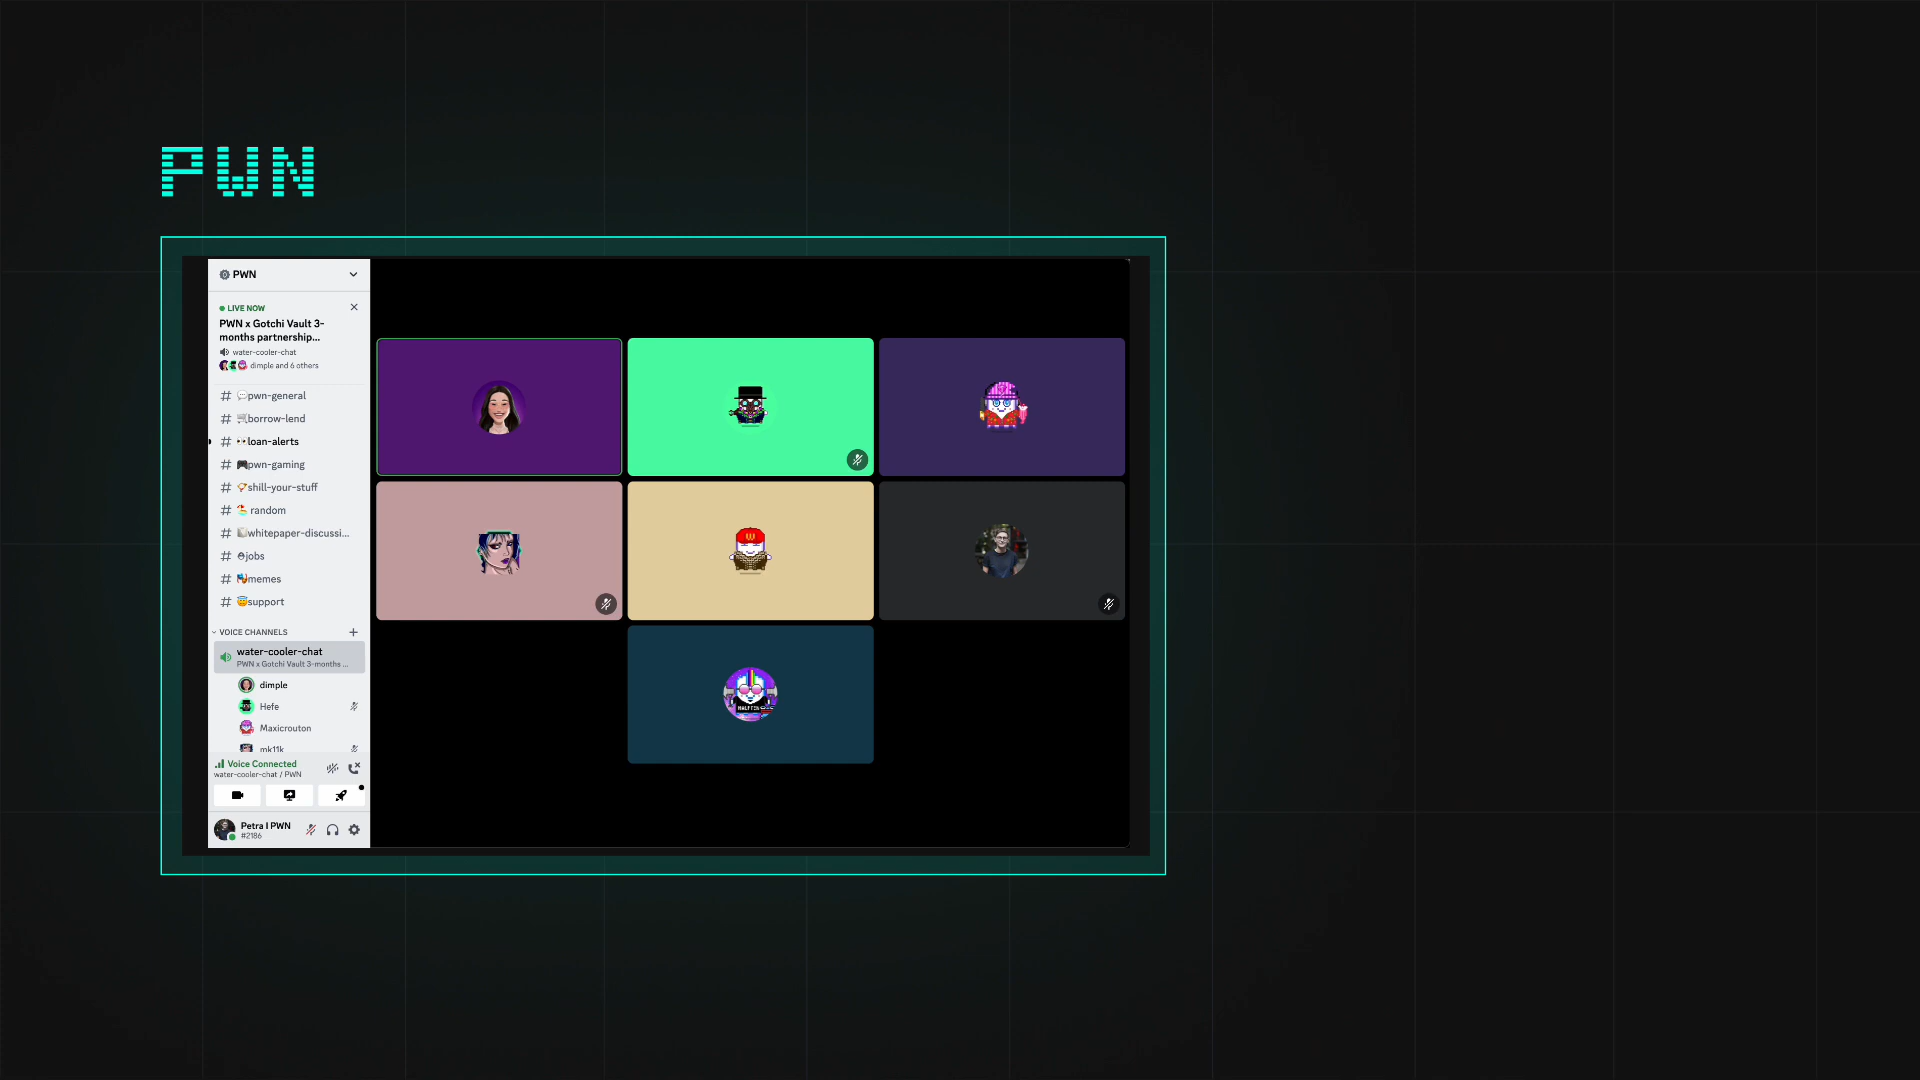 PWN
PWN
LIVE NOW
PWN x Gotchi Vault 3-
months partnership...
water-cooler-chat
dimple and 6 others
pwn-general
borrow-lend
loan-alerts
pwn-gaming
shill-your-stuff
random
whitepaper-discussi...
jobs
memes
support
VOICE CHANNELS
water-cooler-chat
PWN x Gotchi Vault 3-months ...
dimple
Hefe
Maxicrouton
mk11k
Voice Connected
water-cooler-chat / PWN
Petra I PWN
#2186